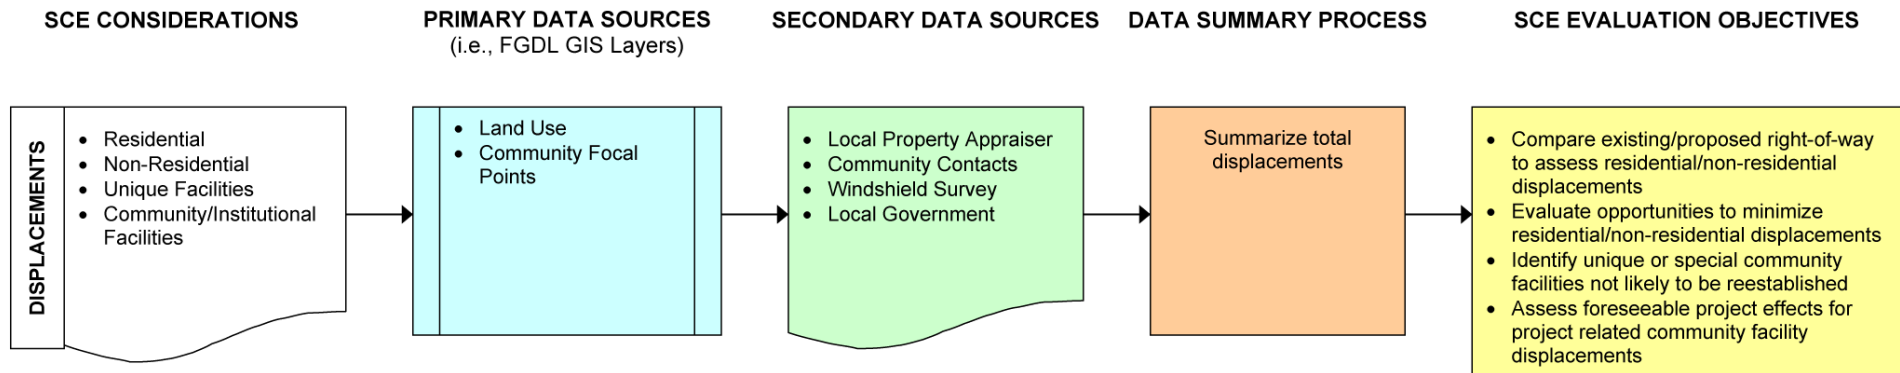 SCE CONSIDERATIONS
PRIMARY DATA SOURCES
(i.e., FGDL GIS Layers)
SECONDARY DATA SOURCES
DATA SUMMARY PROCESS
SCE EVALUATION OBJECTIVES
DISPLACEMENTS
• Residential
• Non-Residential
• Unique Facilities
• Community/Institutional
Facilities
• Land Use
• Community Focal
Points
• Local Property Appraiser
• Community Contacts
• Windshield Survey
• Local Government
Summarize total
displacements
• Compare existing/proposed right-of-way
to assess residential/non-residential
displacements
• Evaluate opportunities to minimize
residential/non-residential displacements
• Identify unique or special community
facilities not likely to be reestablished
• Assess foreseeable project effects for
project related community facility
displacements